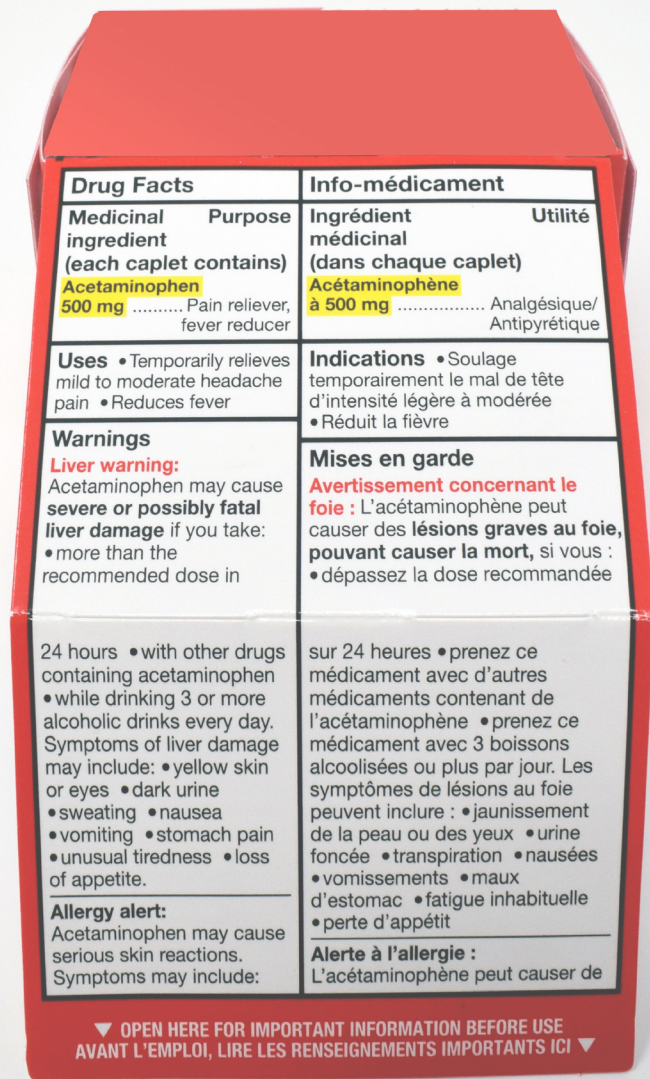 Drug Facts
Medicinal Purpose
ingredient
(each caplet contains)
Acetaminophen
500 mg .......... Pain reliever,
fever reducer
Uses • Temporarily relieves
mild to moderate headache
pain • Reduces fever
Warnings
Liver warning:
Acetaminophen may cause
severe or possibly fatal
liver damage if you take:
• more than the
recommended dose in
24 hours • with other drugs
containing acetaminophen
• while drinking 3 or more
alcoholic drinks every day.
Symptoms of liver damage
may include: • yellow skin
or eyes • dark urine
• sweating • nausea
• vomiting • stomach pain
• unusual tiredness • loss
of appetite.
Allergy alert:
Acetaminophen may cause
serious skin reactions.
Symptoms may include:
Info-médicament
Ingrédient Utilité
médicinal
(dans chaque caplet)
Acétaminophène
à 500 mg ................. Analgésique/
Antipyrétique
Indications • Soulage
temporairement le mal de tête
d'intensité légère à modérée
• Réduit la fièvre
Mises en garde
Avertissement concernant le
foie : L'acétaminophène peut
causer des lésions graves au foie,
pouvant causer la mort, si vous :
• dépassez la dose recommandée
sur 24 heures • prenez ce
médicament avec d'autres
médicaments contenant de
l'acétaminophène • prenez ce
médicament avec 3 boissons
alcoolisées ou plus par jour. Les
symptômes de lésions au foie
peuvent inclure : • jaunissement
de la peau ou des yeux • urine
foncée • transpiration • nausées
• vomissements • maux
d'estomac • fatigue inhabituelle
• perte d'appétit
Alerte à l'allergie :
L'acétaminophène peut causer de
▼ OPEN HERE FOR IMPORTANT INFORMATION BEFORE USE
AVANT L'EMPLOI, LIRE LES RENSEIGNEMENTS IMPORTANTS ICI ▼